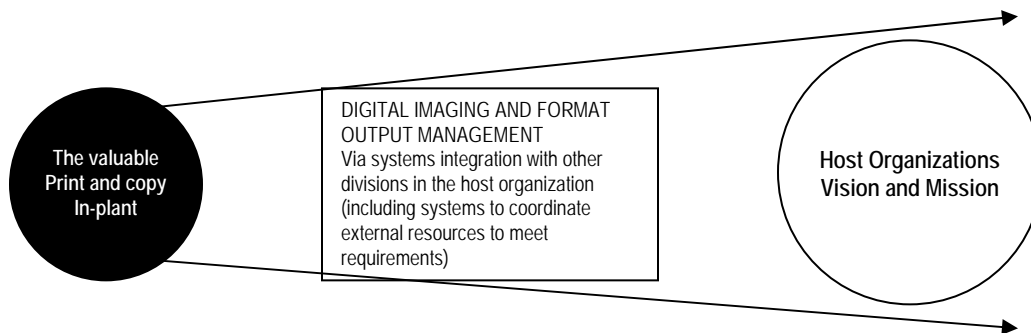 The valuable
Print and copy
In-plant
DIGITAL IMAGING AND FORMAT
OUTPUT MANAGEMENT
Via systems integration with other
divisions in the host organization
(including systems to coordinate
external resources to meet
requirements)
Host Organizations
Vision and Mission